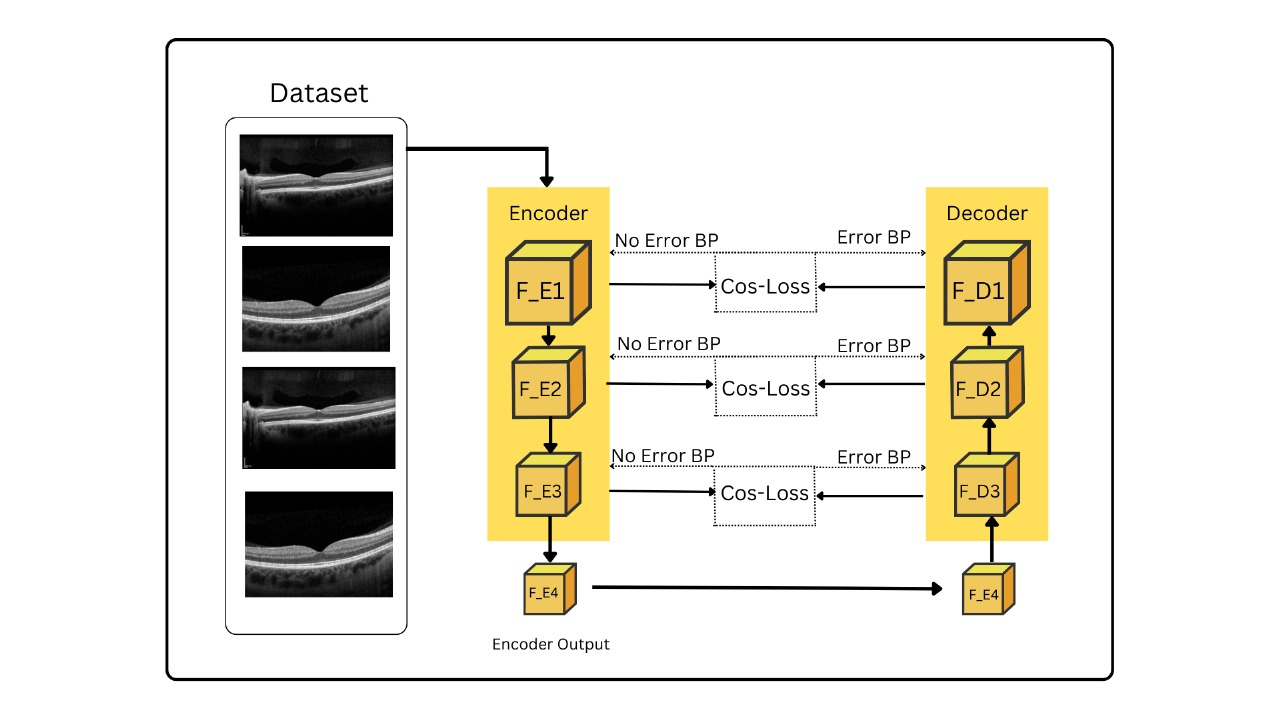 Dataset
Encoder
Decoder
No Error BP
Error BP
F_E1
Cos-Loss
F_D1
No Error BP
Error BP
F_E2
Cos-Loss
F_D2
No Error BP
Error BP
F_E3
Cos-Loss
F_D3
F_E4
F_E4
Encoder Output